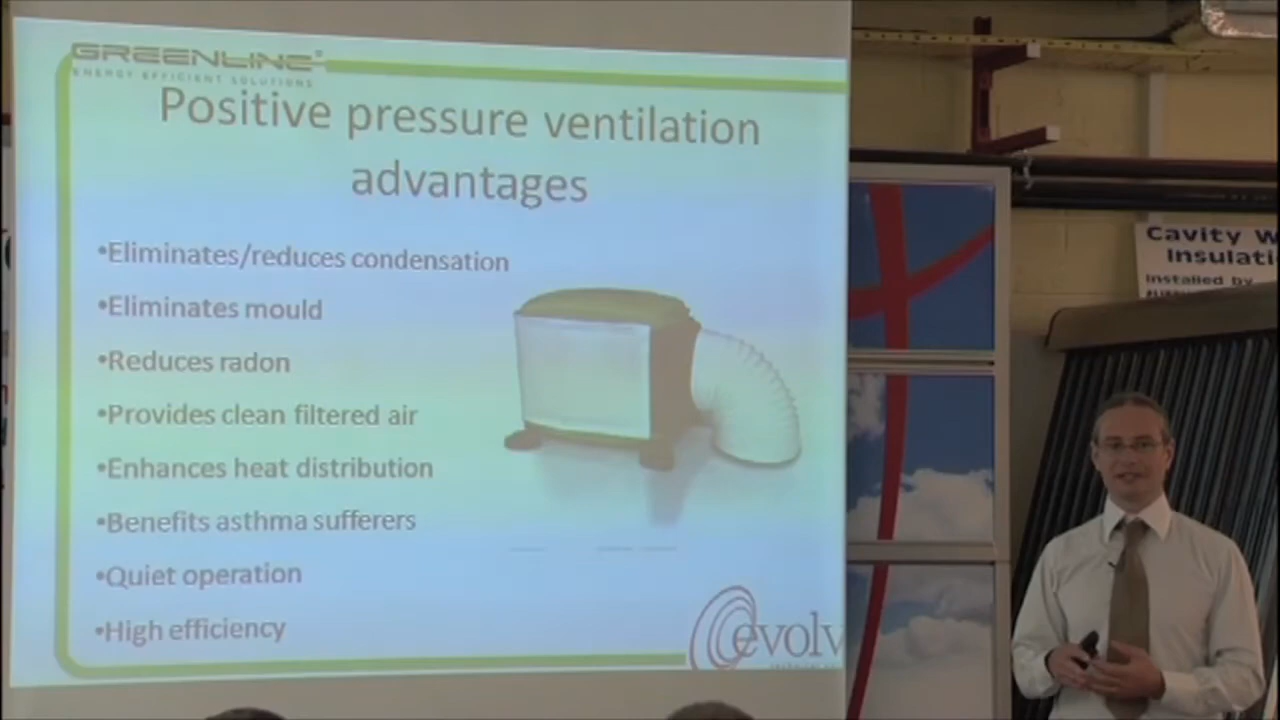 GREENLINE
ENERGY EFFICIENT SOLUTIONS
Positive pressure ventilation
advantages
•Eliminates/reduces condensation
•Eliminates mould
•Reduces radon
•Provides clean filtered air
•Enhances heat distribution
•Benefits asthma sufferers
•Quiet operation
•High efficiency
evolv
Cavity W
Insulati
Installed by